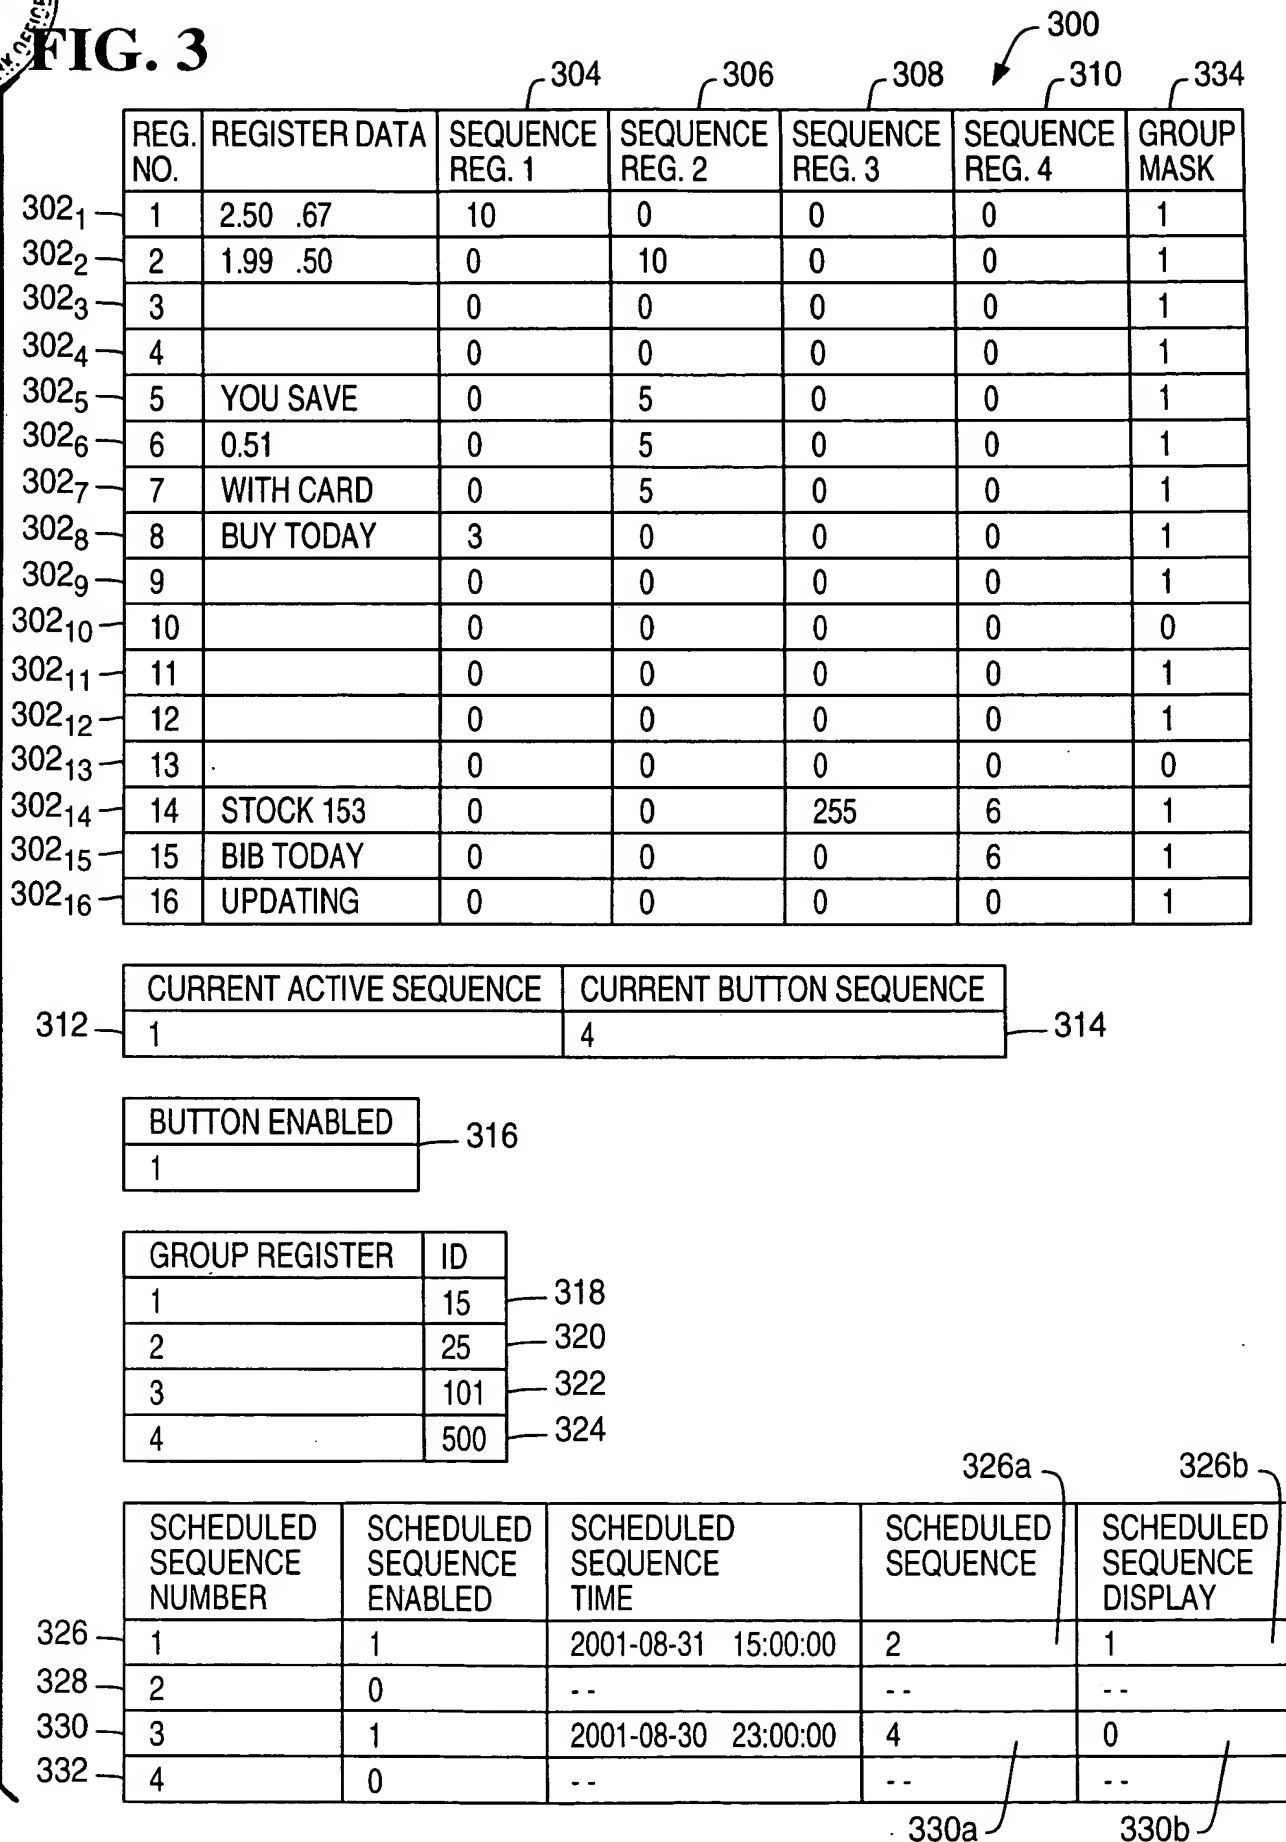 FIG. 3
300
304 306 308 310 334
REG. NO. REGISTER DATA SEQUENCE REG. 1 SEQUENCE REG. 2 SEQUENCE REG. 3 SEQUENCE REG. 4 GROUP MASK
302₁ 1 2.50 .67 10 0 0 0 1
302₂ 2 1.99 .50 0 10 0 0 1
302₃ 3 0 0 0 0 1
302₄ 4 0 0 0 0 1
302₅ 5 YOU SAVE 0 5 0 0 1
302₆ 6 0.51 0 5 0 0 1
302₇ 7 WITH CARD 0 5 0 0 1
302₈ 8 BUY TODAY 3 0 0 0 1
302₉ 9 0 0 0 0 1
302₁₀ 10 0 0 0 0 0
302₁₁ 11 0 0 0 0 1
302₁₂ 12 0 0 0 0 1
302₁₃ 13 0 0 0 0 0
302₁₄ 14 STOCK 153 0 0 255 6 1
302₁₅ 15 BIB TODAY 0 0 0 6 1
302₁₆ 16 UPDATING 0 0 0 0 1
CURRENT ACTIVE SEQUENCE CURRENT BUTTON SEQUENCE
312 1 4 314
BUTTON ENABLED
316
1
GROUP REGISTER ID
1 15 318
2 25 320
3 101 322
4 500 324
326a 326b
SCHEDULED SEQUENCE NUMBER SCHEDULED SEQUENCE ENABLED SCHEDULED SEQUENCE TIME SCHEDULED SEQUENCE SCHEDULED SEQUENCE DISPLAY
326 1 1 2001-08-31 15:00:00 2 1
328 2 0 -- -- --
330 3 1 2001-08-30 23:00:00 4 0
332 4 0 -- -- --
330a 330b